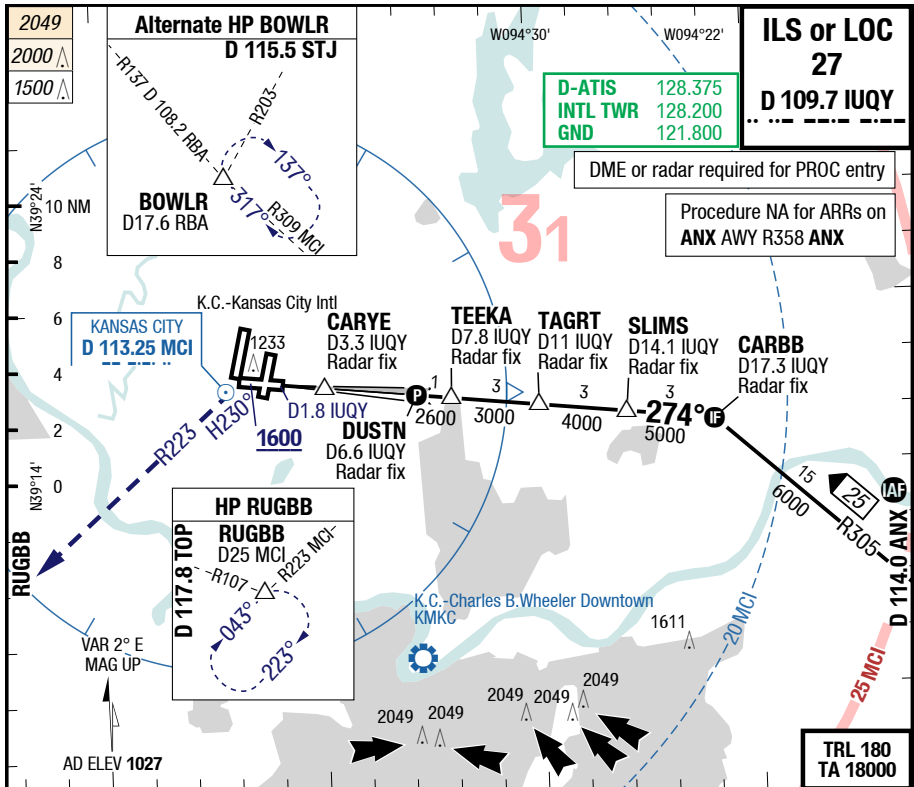 2049
2000
1500
Alternate HP BOWLR
D 115.5 STJ
R137 D 108.2 RBA
R203
137°
317°
R309 MCI
BOWLR
D17.6 RBA
W094°30'
W094°22'
ILS or LOC
27
D 109.7 IUQY
D-ATIS 128.375
INTL TWR 128.200
GND 121.800
DME or radar required for PROC entry
Procedure NA for ARRs on
ANX AWY R358 ANX
31
N39°24'
10 NM
8
6
4
2
0
N39°14'
K.C.-Kansas City Intl
KANSAS CITY
D 113.25 MCI
1233
CARYE
D3.3 IUQY
Radar fix
TEEKA
D7.8 IUQY
Radar fix
TAGRT
D11 IUQY
Radar fix
SLIMS
D14.1 IUQY
Radar fix
CARBB
D17.3 IUQY
Radar fix
D1.8 IUQY
1600
P
DUSTN
D6.6 IUQY
Radar fix
1
2600
3
3000
3
4000
3
5000
274°
IF
15
6000
25
R305
IAF
D 114.0 ANX
R223
H230°
RUGBB
HP RUGBB
RUGBB
D25 MCI
D 117.8 TOP
R107
R223 MCI
043°
223°
K.C.-Charles B.Wheeler Downtown
KMKC
1611
20 MCI
25 MCI
2049
2049
2049
2049
2049
VAR 2° E
MAG UP
AD ELEV 1027
TRL 180
TA 18000